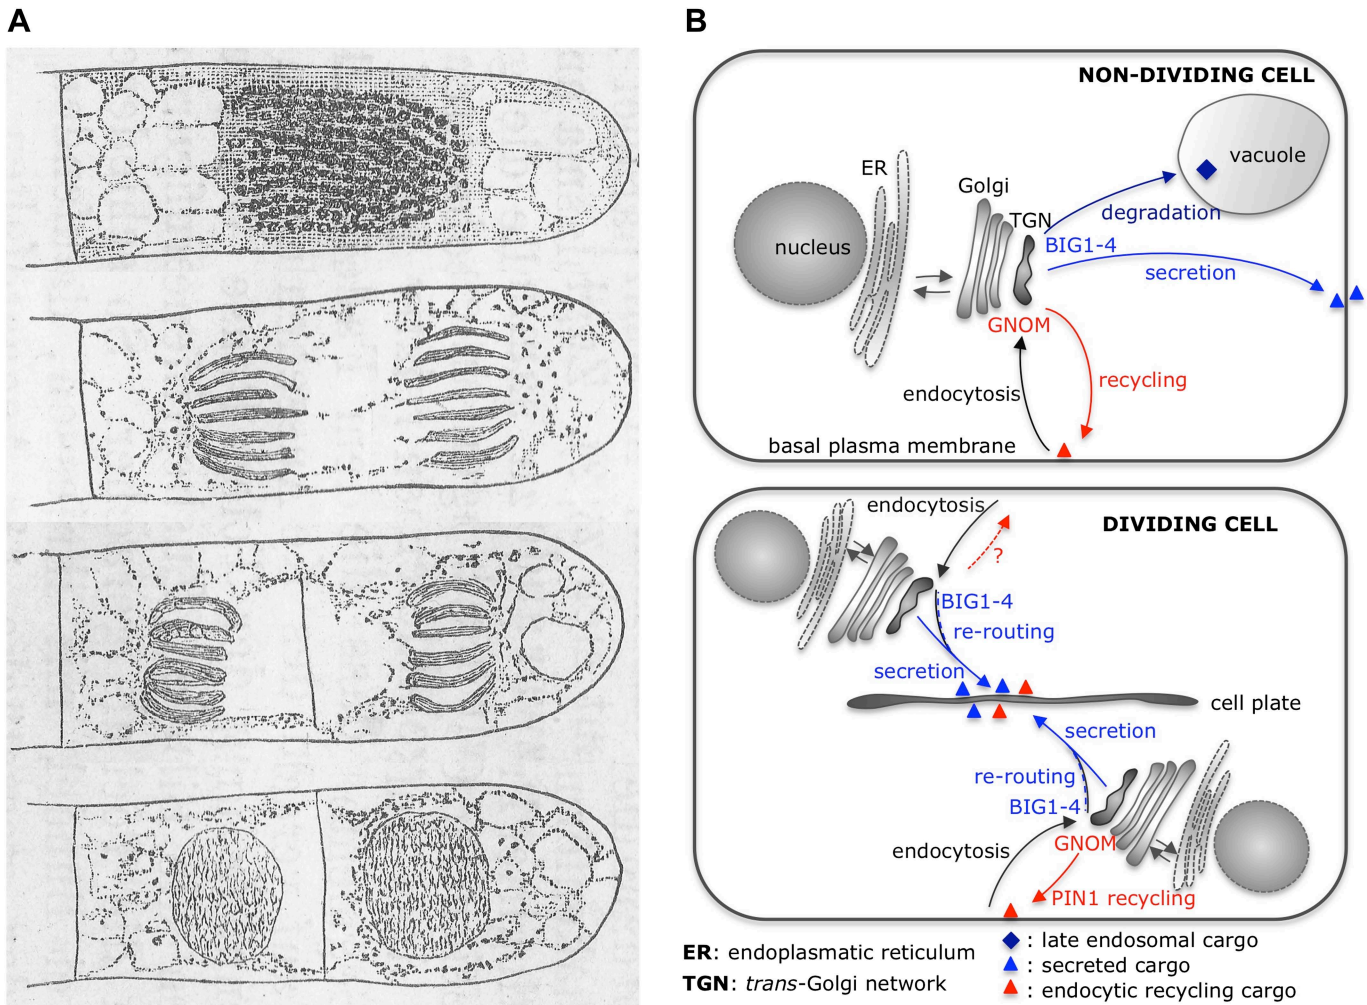 A
B
NON-DIVIDING CELL
ER
Golgi
TGN
vacuole
nucleus
degradation
BIG1-4
secretion
GNOM
endocytosis
recycling
basal plasma membrane
endocytosis
DIVIDING CELL
?
BIG1-4
re-routing
secretion
cell plate
secretion
re-routing
BIG1-4
GNOM
endocytosis
PIN1 recycling
ER: endoplasmatic reticulum
TGN: trans-Golgi network
: late endosomal cargo
: secreted cargo
: endocytic recycling cargo